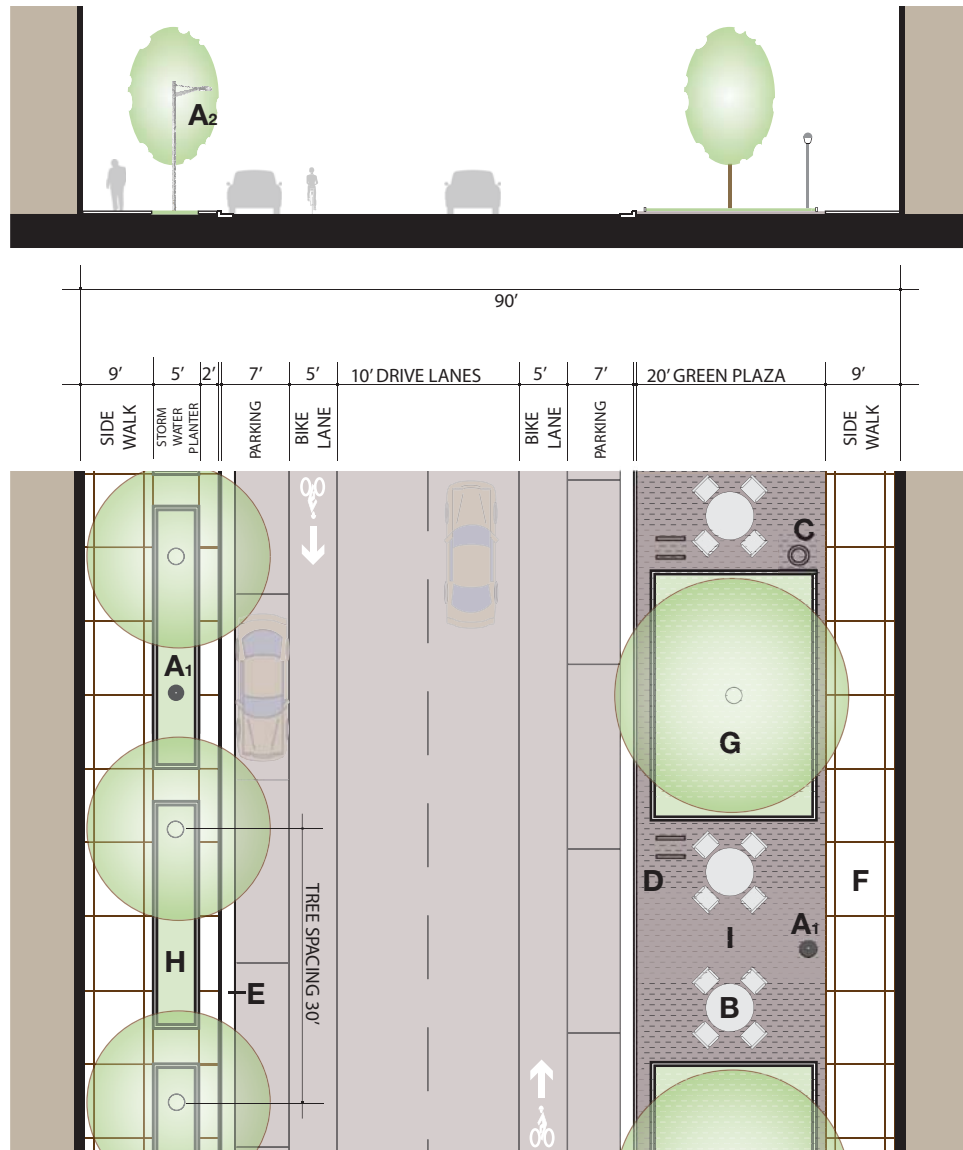 A2
90’
9’ 5’ 2’ 7’ 5’ 10’ DRIVE LANES 5’ 7’ 20’ GREEN PLAZA 9’
SIDE
WALK
STORM
WATER
PLANTER
PARKING
BIKE
LANE
BIKE
LANE
PARKING
SIDE
WALK
C
A1
G
D
F
A1
I
H
E
B
TREE SPACING 30’